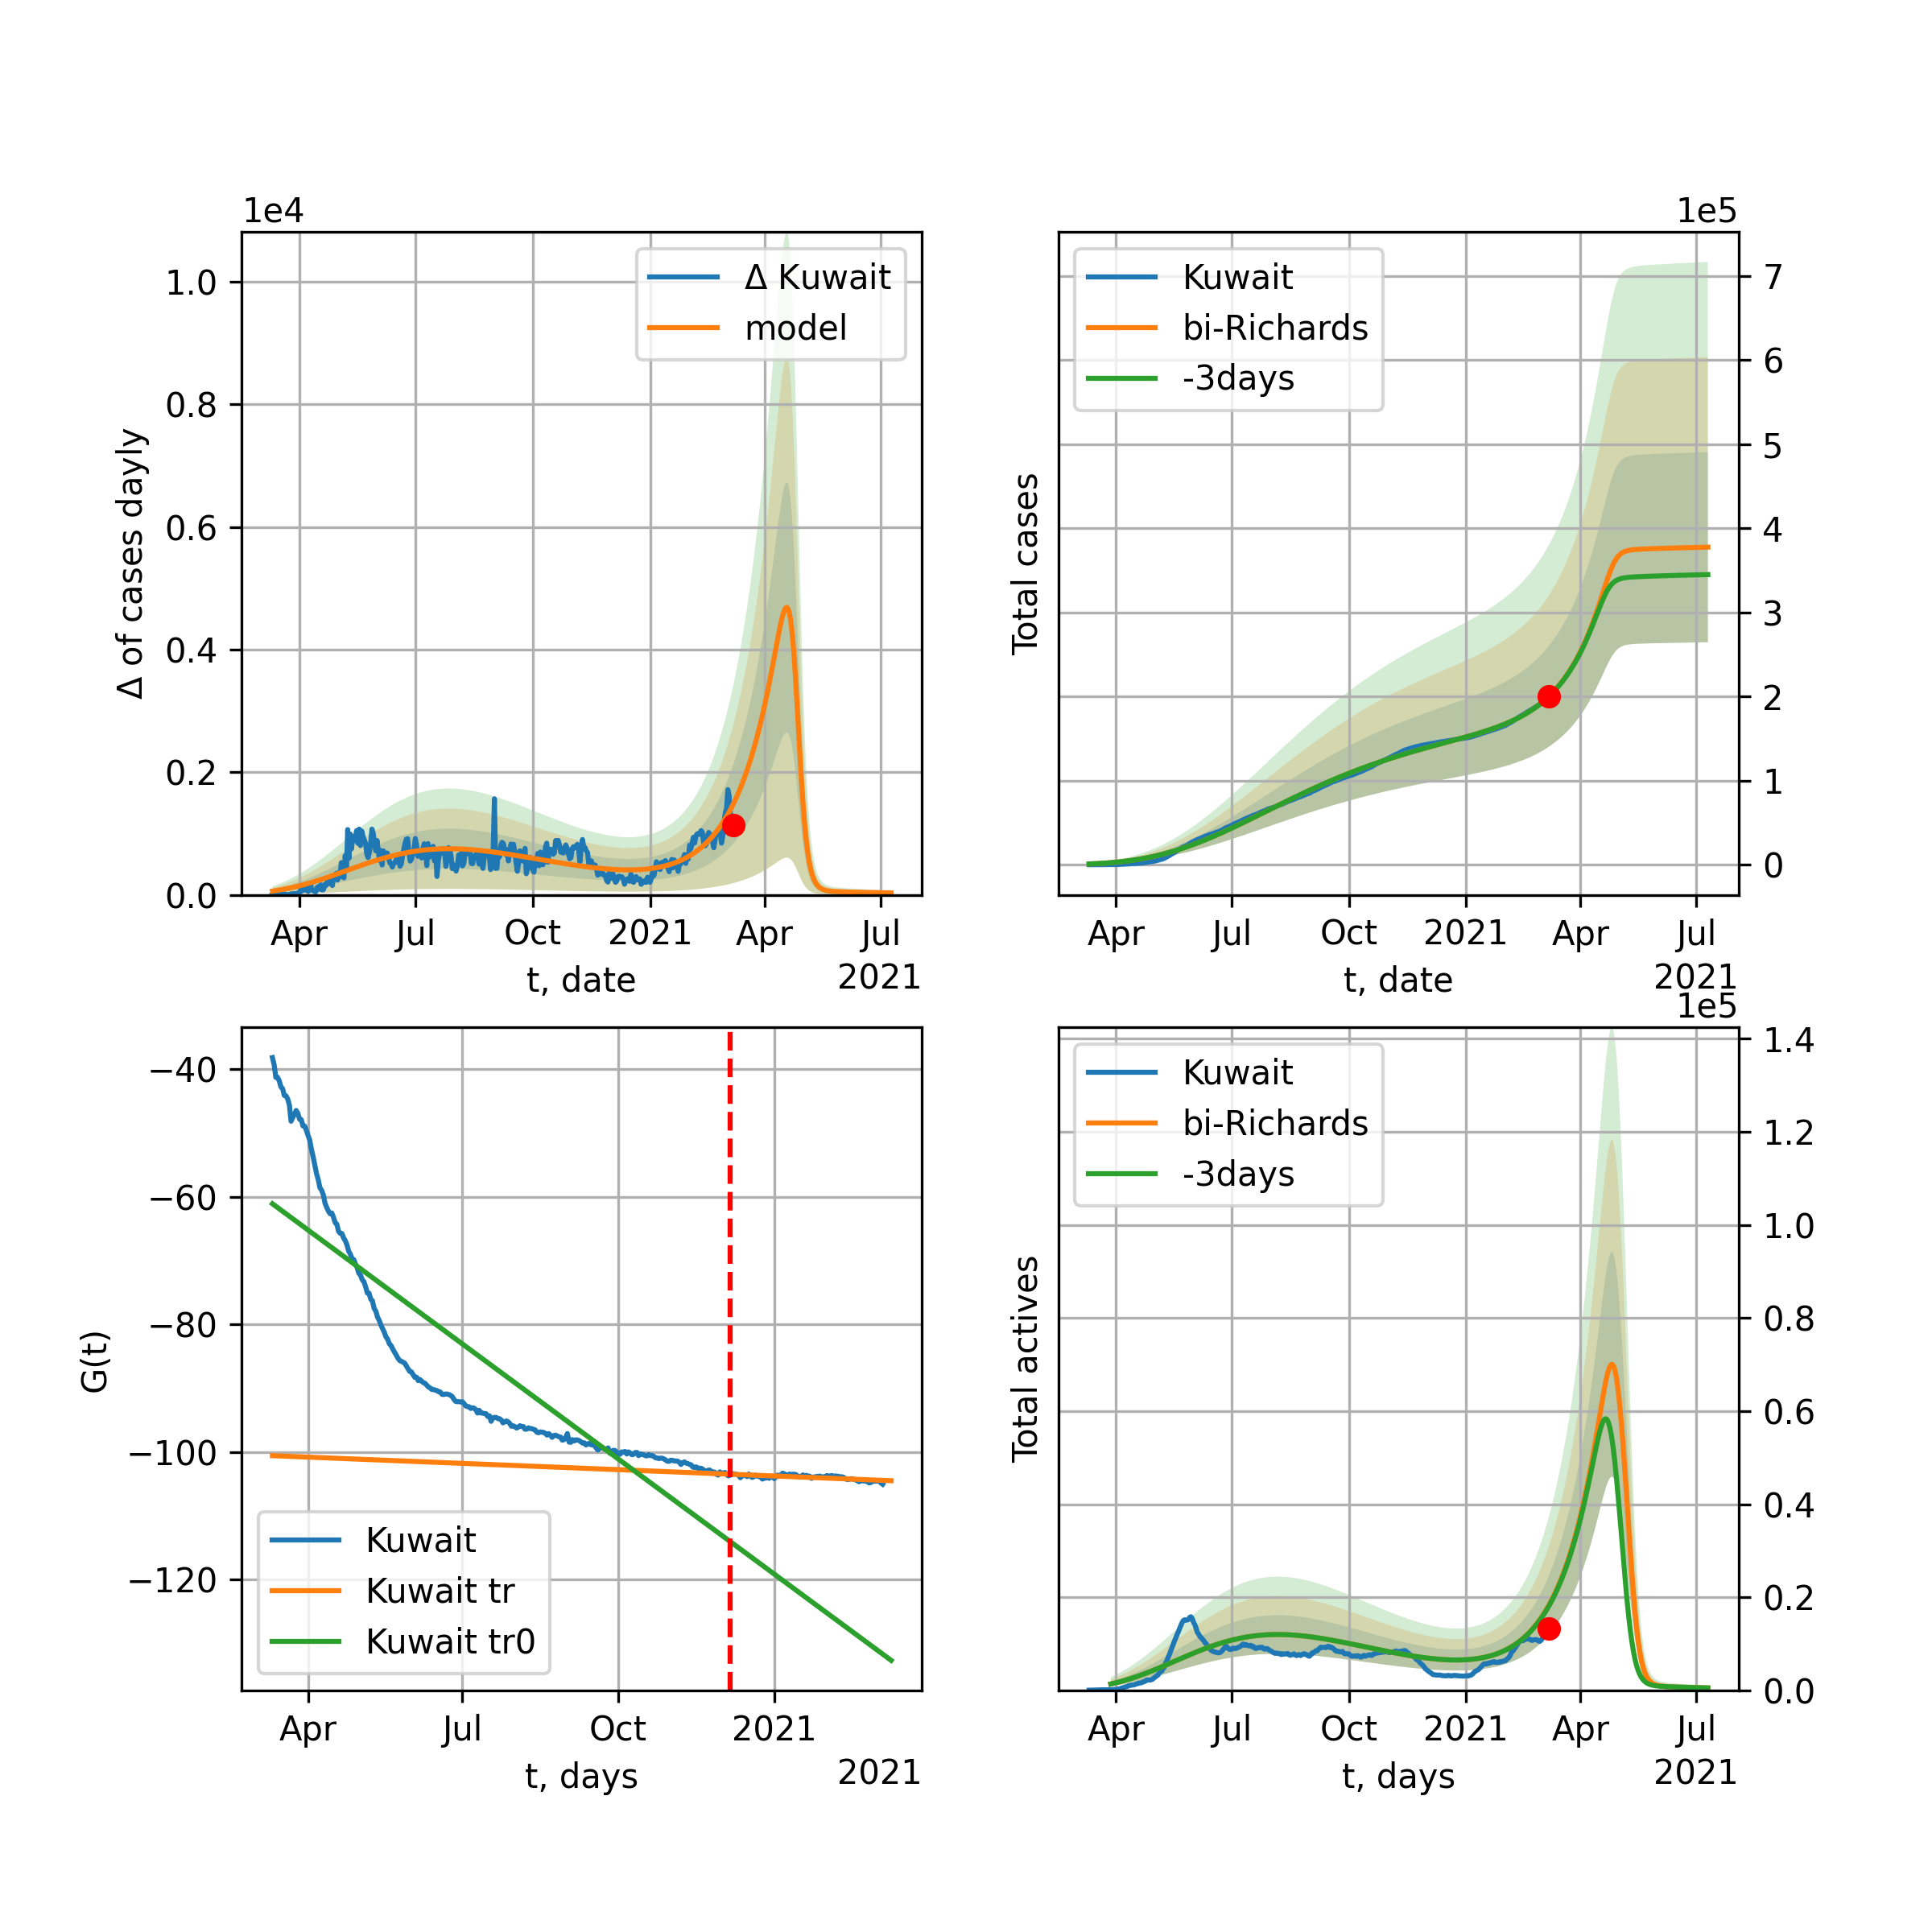 1e4
Δ of cases dayly
1.0
0.8
0.6
0.4
0.2
0.0
Δ Kuwait
model
Apr Jul Oct 2021 Apr Jul
t, date
2021
1e5
Total cases
Kuwait
bi-Richards
-3days
7
6
5
4
3
2
1
0
Apr Jul Oct 2021 Apr Jul
t, date
2021
G(t)
−40
−60
−80
−100
−120
Kuwait
Kuwait tr
Kuwait tr0
Apr Jul Oct 2021
t, days
2021
1e5
Total actives
Kuwait
bi-Richards
-3days
1.4
1.2
1.0
0.8
0.6
0.4
0.2
0.0
Apr Jul Oct 2021 Apr Jul
t, days
2021